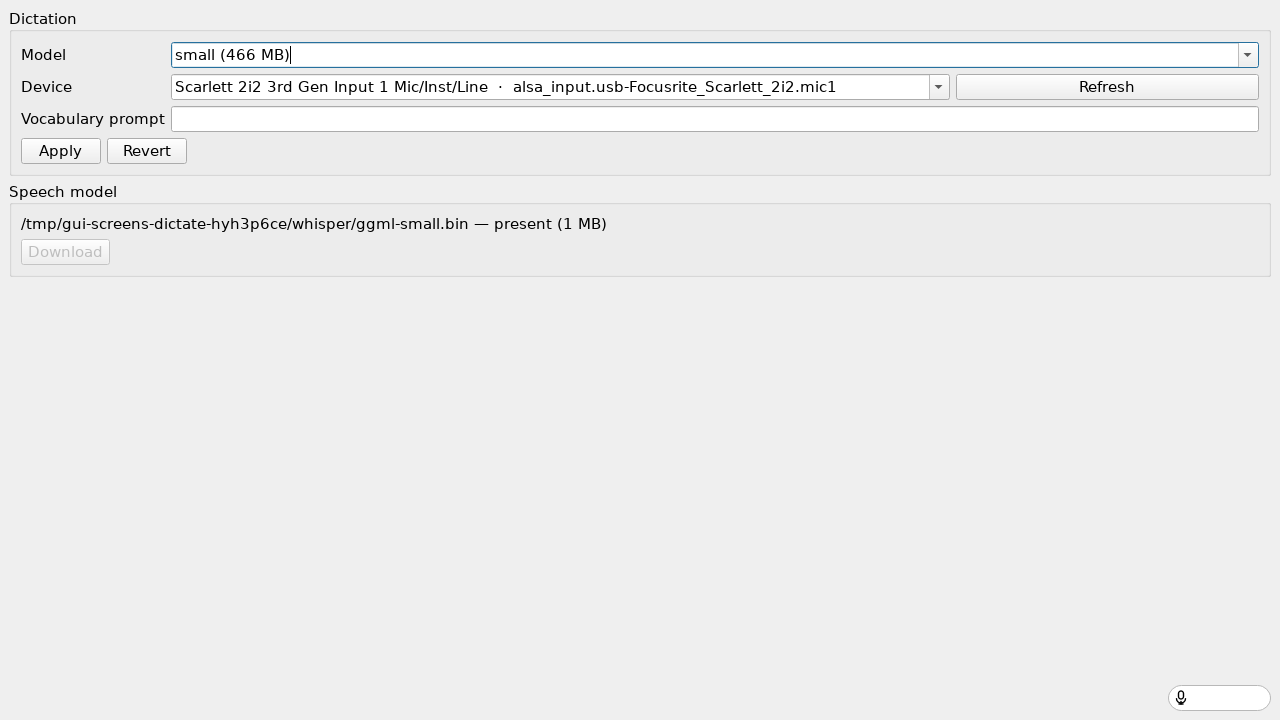 Dictation
Model small (466 MB)
Device Scarlett 2i2 3rd Gen Input 1 Mic/Inst/Line · alsa_input.usb-Focusrite_Scarlett_2i2.mic1 Refresh
Vocabulary prompt
Apply Revert
Speech model
/tmp/gui-screens-dictate-hyh3p6ce/whisper/ggml-small.bin — present (1 MB)
Download